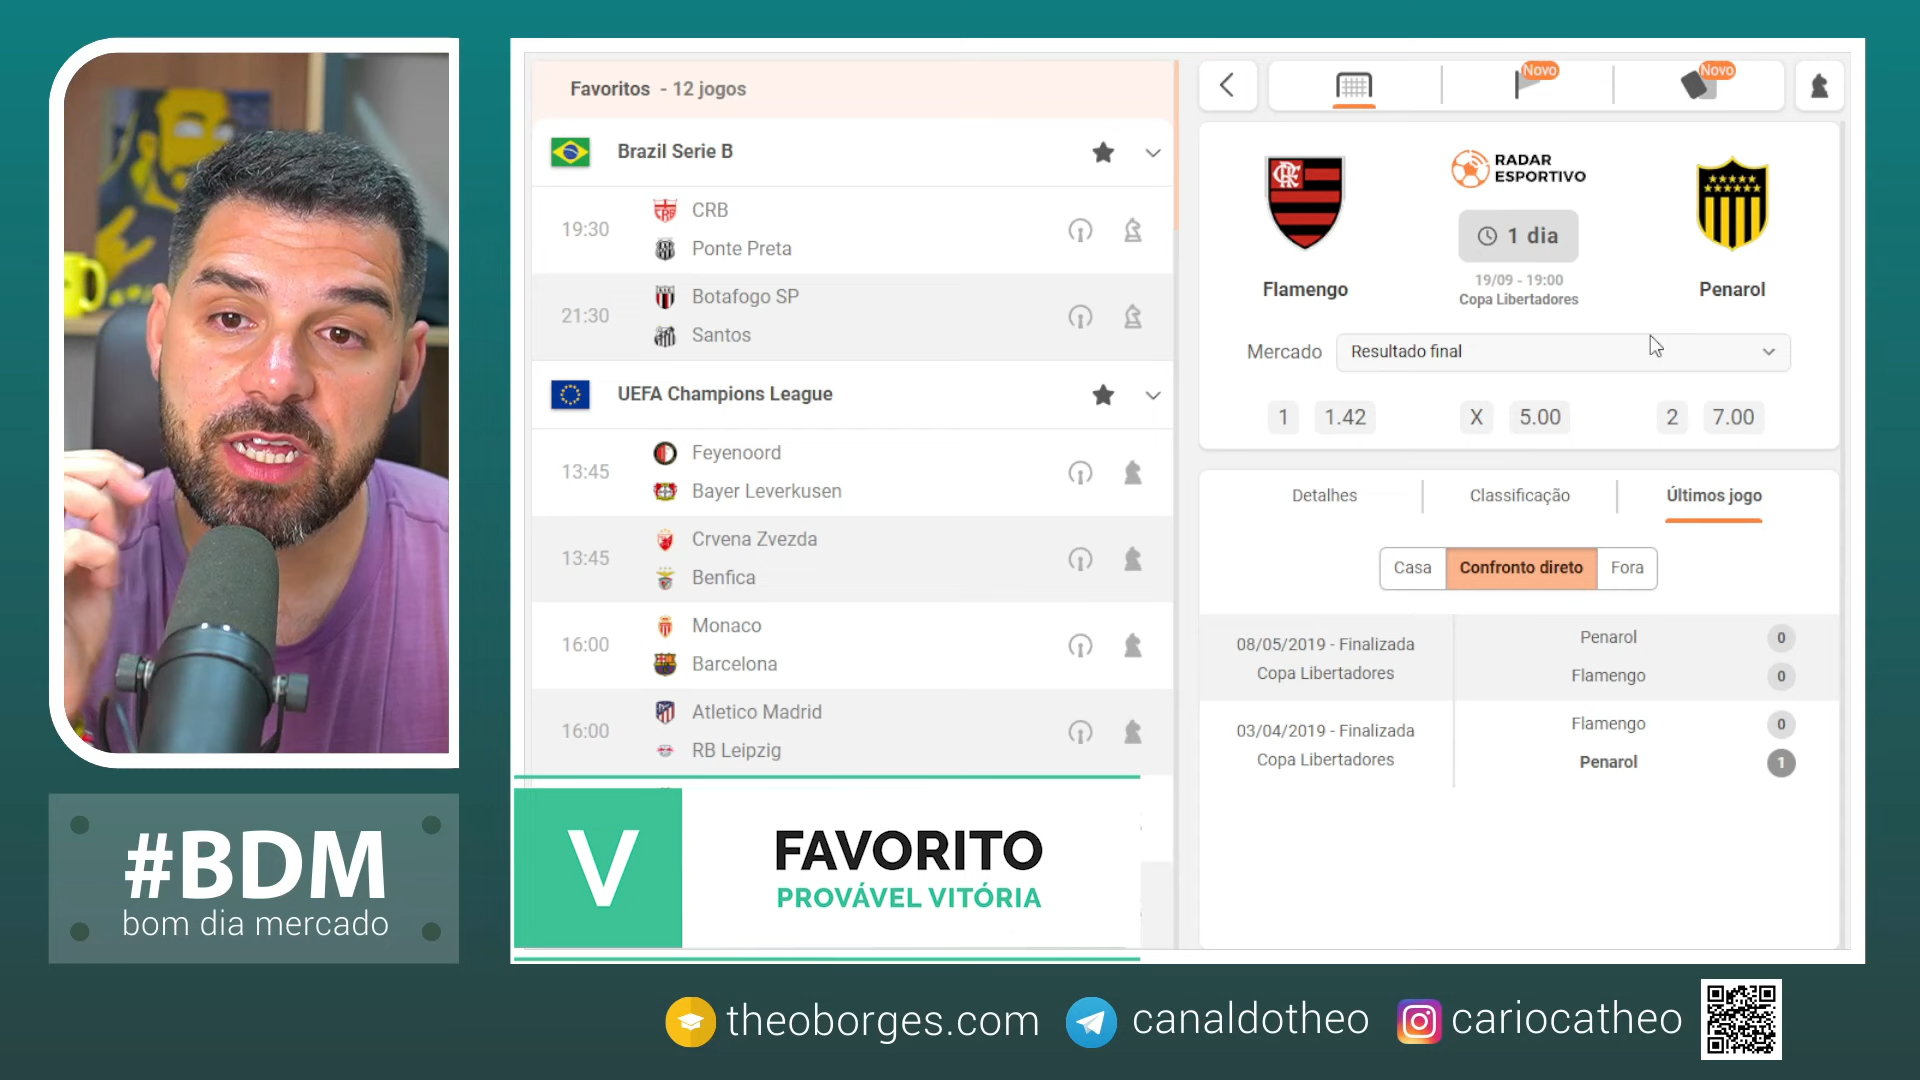 Favoritos - 12 jogos
Brazil Serie B
19:30
CRB
Ponte Preta
21:30
Botafogo SP
Santos
UEFA Champions League
13:45
Feyenoord
Bayer Leverkusen
13:45
Crvena Zvezda
Benfica
16:00
Monaco
Barcelona
16:00
Atletico Madrid
RB Leipzig
Novo
Novo
RADAR
ESPORTIVO
1 dia
19/09 - 19:00
Copa Libertadores
Flamengo
Penarol
Mercado
Resultado final
1 1.42 X 5.00 2 7.00
Detalhes
Classificação
Últimos jogo
Casa
Confronto direto
Fora
08/05/2019 - Finalizada
Copa Libertadores
Penarol 0
Flamengo 0
03/04/2019 - Finalizada
Copa Libertadores
Flamengo 0
Penarol 1
V
FAVORITO
PROVÁVEL VITÓRIA
#BDM
bom dia mercado
theoborges.com
canaldotheo
cariocatheo